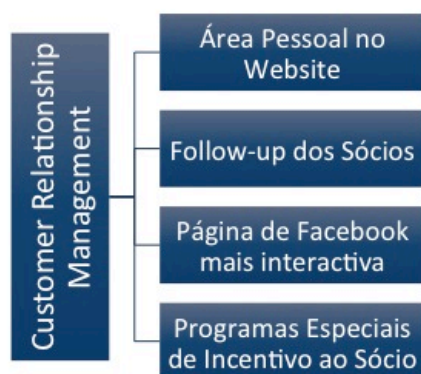 Customer Relationship
Management
Área Pessoal no
Website
Follow-up dos Sócios
Página de Facebook
mais interactiva
Programas Especiais
de Incentivo ao Sócio